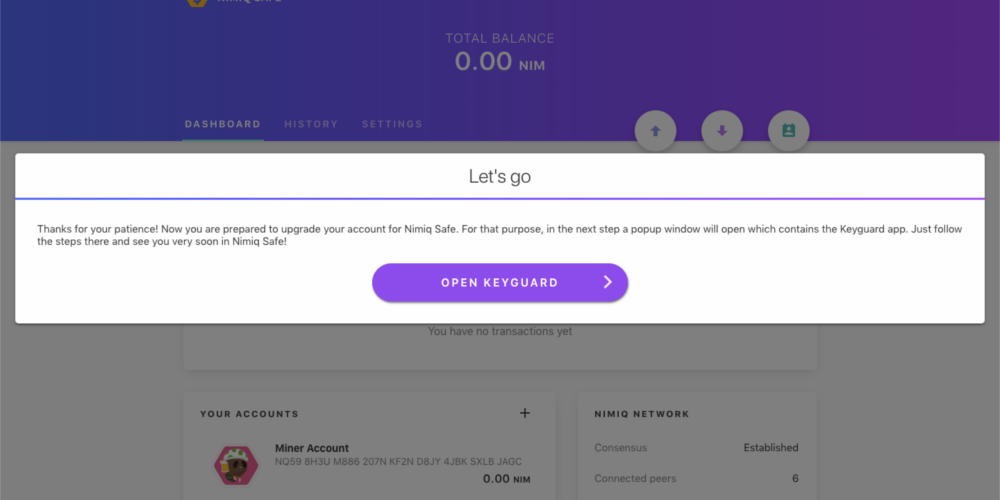 NIMIQ SAFE
TOTAL BALANCE
0.00 NIM
DASHBOARD HISTORY SETTINGS
Let's go
Thanks for your patience! Now you are prepared to upgrade your account for Nimiq Safe. For that purpose, in the next step a popup window will open which contains the Keyguard app. Just follow
the steps there and see you very soon in Nimiq Safe!
OPEN KEYGUARD
You have no transactions yet
YOUR ACCOUNTS
Miner Account
NQ59 8H3U M886 207N KF2N D8JY 4JBK SXLB JAGC
0.00 NIM
NIMIQ NETWORK
Consensus Established
Connected peers 6